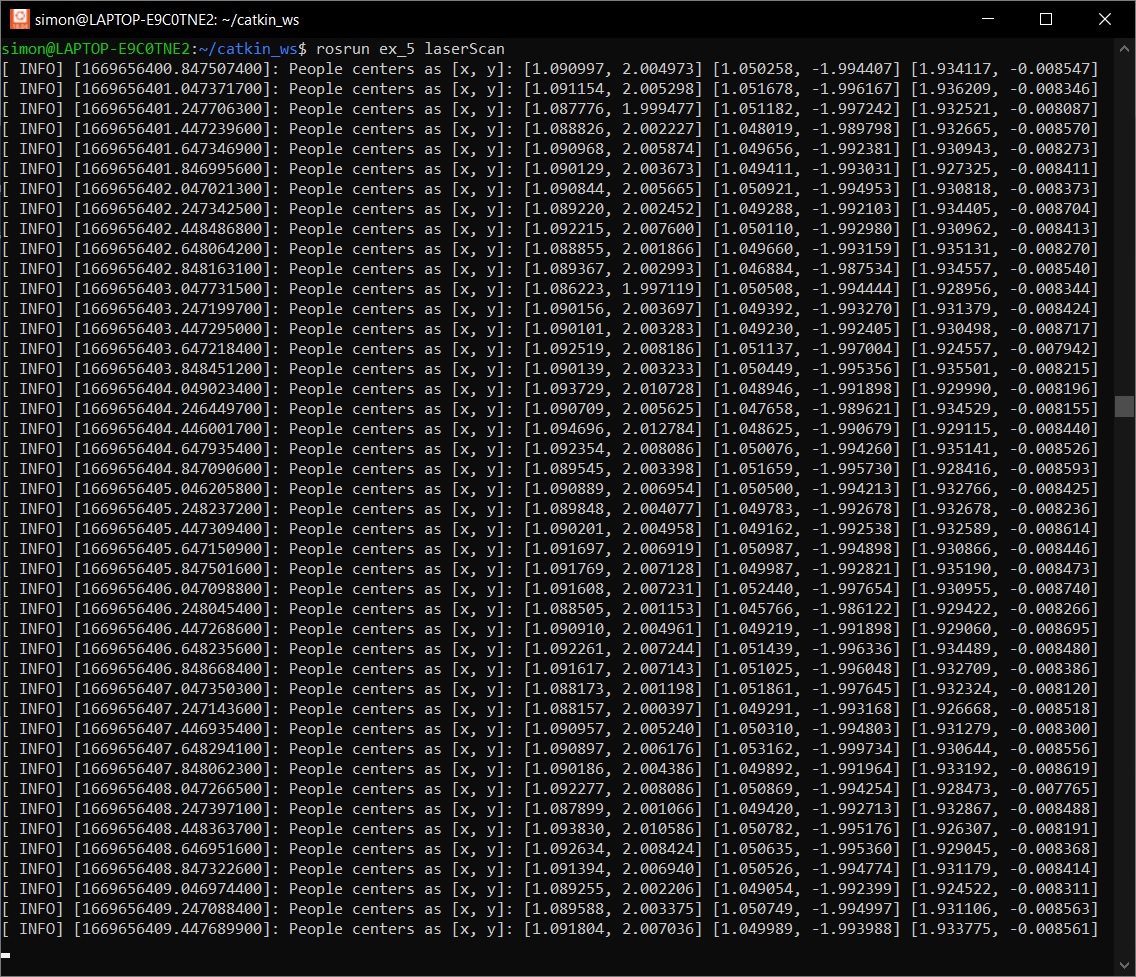 simon@LAPTOP-E9C0TNE2: ~/catkin_ws
simon@LAPTOP-E9C0TNE2:~/catkin_ws$ rosrun ex_5 laserScan
[ INFO] [1669656400.847507400]: People centers as [x, y]: [1.090997, 2.004973] [1.050258, -1.994407] [1.934117, -0.008547]
[ INFO] [1669656401.047371700]: People centers as [x, y]: [1.091154, 2.005298] [1.051678, -1.996167] [1.936209, -0.008346]
[ INFO] [1669656401.247706300]: People centers as [x, y]: [1.087776, 1.999477] [1.051182, -1.997242] [1.932521, -0.008087]
[ INFO] [1669656401.447239600]: People centers as [x, y]: [1.088826, 2.002227] [1.048019, -1.989798] [1.932665, -0.008570]
[ INFO] [1669656401.647346900]: People centers as [x, y]: [1.090968, 2.005874] [1.049656, -1.992381] [1.930943, -0.008273]
[ INFO] [1669656401.846995600]: People centers as [x, y]: [1.090129, 2.003673] [1.049411, -1.993031] [1.927325, -0.008411]
[ INFO] [1669656402.047021300]: People centers as [x, y]: [1.090844, 2.005665] [1.050921, -1.994953] [1.930818, -0.008373]
[ INFO] [1669656402.247342500]: People centers as [x, y]: [1.089220, 2.002452] [1.049288, -1.992103] [1.934405, -0.008704]
[ INFO] [1669656402.448486800]: People centers as [x, y]: [1.092215, 2.007600] [1.050110, -1.992980] [1.930962, -0.008413]
[ INFO] [1669656402.648064200]: People centers as [x, y]: [1.088855, 2.001866] [1.049660, -1.993159] [1.935131, -0.008270]
[ INFO] [1669656402.848163100]: People centers as [x, y]: [1.089367, 2.002993] [1.046884, -1.987534] [1.934557, -0.008540]
[ INFO] [1669656403.047731500]: People centers as [x, y]: [1.086223, 1.997119] [1.050508, -1.994444] [1.928956, -0.008344]
[ INFO] [1669656403.247199700]: People centers as [x, y]: [1.090156, 2.003697] [1.049392, -1.993270] [1.931379, -0.008424]
[ INFO] [1669656403.447295000]: People centers as [x, y]: [1.090101, 2.003283] [1.049230, -1.992405] [1.930498, -0.008717]
[ INFO] [1669656403.647218400]: People centers as [x, y]: [1.092519, 2.008186] [1.051137, -1.997004] [1.924557, -0.007942]
[ INFO] [1669656403.848451200]: People centers as [x, y]: [1.090139, 2.003233] [1.050449, -1.995356] [1.935501, -0.008215]
[ INFO] [1669656404.049023400]: People centers as [x, y]: [1.093729, 2.010728] [1.048946, -1.991898] [1.929990, -0.008196]
[ INFO] [1669656404.246449700]: People centers as [x, y]: [1.090709, 2.005625] [1.047658, -1.989621] [1.934529, -0.008155]
[ INFO] [1669656404.446001700]: People centers as [x, y]: [1.094696, 2.012784] [1.048625, -1.990679] [1.929115, -0.008440]
[ INFO] [1669656404.647935400]: People centers as [x, y]: [1.092354, 2.008086] [1.050076, -1.994260] [1.935141, -0.008526]
[ INFO] [1669656404.847090600]: People centers as [x, y]: [1.089545, 2.003398] [1.051659, -1.995730] [1.928416, -0.008593]
[ INFO] [1669656405.046205800]: People centers as [x, y]: [1.090889, 2.006954] [1.050500, -1.994213] [1.932766, -0.008425]
[ INFO] [1669656405.248237200]: People centers as [x, y]: [1.089848, 2.004077] [1.049783, -1.992678] [1.932678, -0.008236]
[ INFO] [1669656405.447309400]: People centers as [x, y]: [1.090201, 2.004958] [1.049162, -1.992538] [1.932589, -0.008614]
[ INFO] [1669656405.647150900]: People centers as [x, y]: [1.091697, 2.006919] [1.050987, -1.994898] [1.930866, -0.008446]
[ INFO] [1669656405.847501600]: People centers as [x, y]: [1.091769, 2.007128] [1.049987, -1.992821] [1.935190, -0.008473]
[ INFO] [1669656406.047098800]: People centers as [x, y]: [1.091608, 2.007231] [1.052440, -1.997654] [1.930955, -0.008740]
[ INFO] [1669656406.248045400]: People centers as [x, y]: [1.088505, 2.001153] [1.045766, -1.986122] [1.929422, -0.008266]
[ INFO] [1669656406.447268600]: People centers as [x, y]: [1.090910, 2.004961] [1.049219, -1.991898] [1.929060, -0.008695]
[ INFO] [1669656406.648235600]: People centers as [x, y]: [1.092261, 2.007244] [1.051439, -1.996336] [1.934489, -0.008480]
[ INFO] [1669656406.848668400]: People centers as [x, y]: [1.091617, 2.007143] [1.051025, -1.996048] [1.932709, -0.008386]
[ INFO] [1669656407.047350300]: People centers as [x, y]: [1.088173, 2.001198] [1.051861, -1.997645] [1.932324, -0.008120]
[ INFO] [1669656407.247143600]: People centers as [x, y]: [1.088157, 2.000397] [1.049291, -1.993168] [1.926668, -0.008518]
[ INFO] [1669656407.446935400]: People centers as [x, y]: [1.090957, 2.005240] [1.050310, -1.994803] [1.931279, -0.008300]
[ INFO] [1669656407.648294100]: People centers as [x, y]: [1.090897, 2.006176] [1.053162, -1.999734] [1.930644, -0.008556]
[ INFO] [1669656407.848062300]: People centers as [x, y]: [1.090186, 2.004386] [1.049892, -1.991964] [1.933192, -0.008619]
[ INFO] [1669656408.047266500]: People centers as [x, y]: [1.092277, 2.008086] [1.050869, -1.994254] [1.928473, -0.007765]
[ INFO] [1669656408.247397100]: People centers as [x, y]: [1.087899, 2.001066] [1.049420, -1.992713] [1.932867, -0.008488]
[ INFO] [1669656408.448363700]: People centers as [x, y]: [1.093830, 2.010586] [1.050782, -1.995176] [1.926307, -0.008191]
[ INFO] [1669656408.646951600]: People centers as [x, y]: [1.092634, 2.008424] [1.050635, -1.995360] [1.929045, -0.008368]
[ INFO] [1669656408.847322600]: People centers as [x, y]: [1.091394, 2.006940] [1.050526, -1.994774] [1.931179, -0.008414]
[ INFO] [1669656409.046974400]: People centers as [x, y]: [1.089255, 2.002206] [1.049054, -1.992399] [1.924522, -0.008311]
[ INFO] [1669656409.247088400]: People centers as [x, y]: [1.089588, 2.003375] [1.050749, -1.994997] [1.931106, -0.008563]
[ INFO] [1669656409.447689900]: People centers as [x, y]: [1.091804, 2.007036] [1.049989, -1.993988] [1.933775, -0.008561]